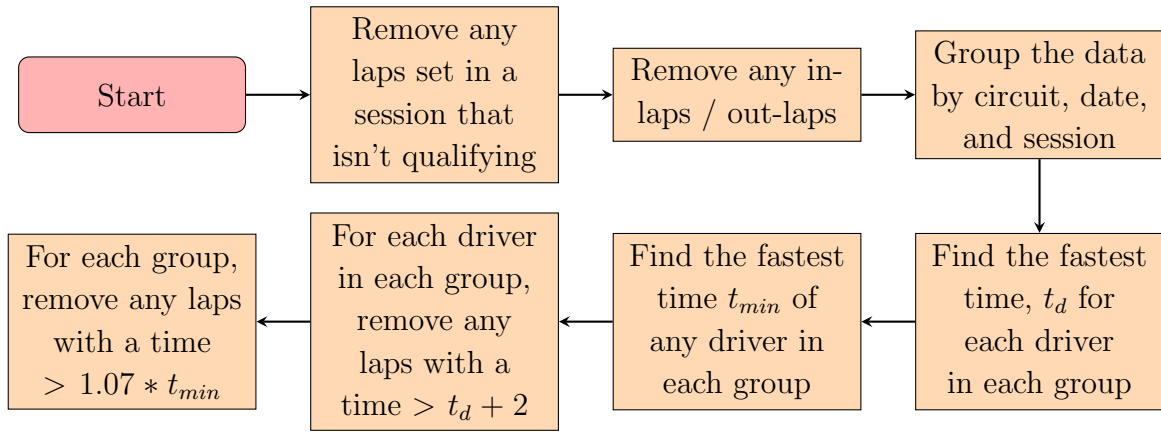 Start
Remove any
laps set in a
session that
isn't qualifying
Remove any in-
laps / out-laps
Group the data
by circuit, date,
and session
Find the fastest
time, t_d for
each driver
in each group
Find the fastest
time t_min of
any driver in
each group
For each driver
in each group,
remove any
laps with a
time > t_d + 2
For each group,
remove any laps
with a time
> 1.07 * t_min